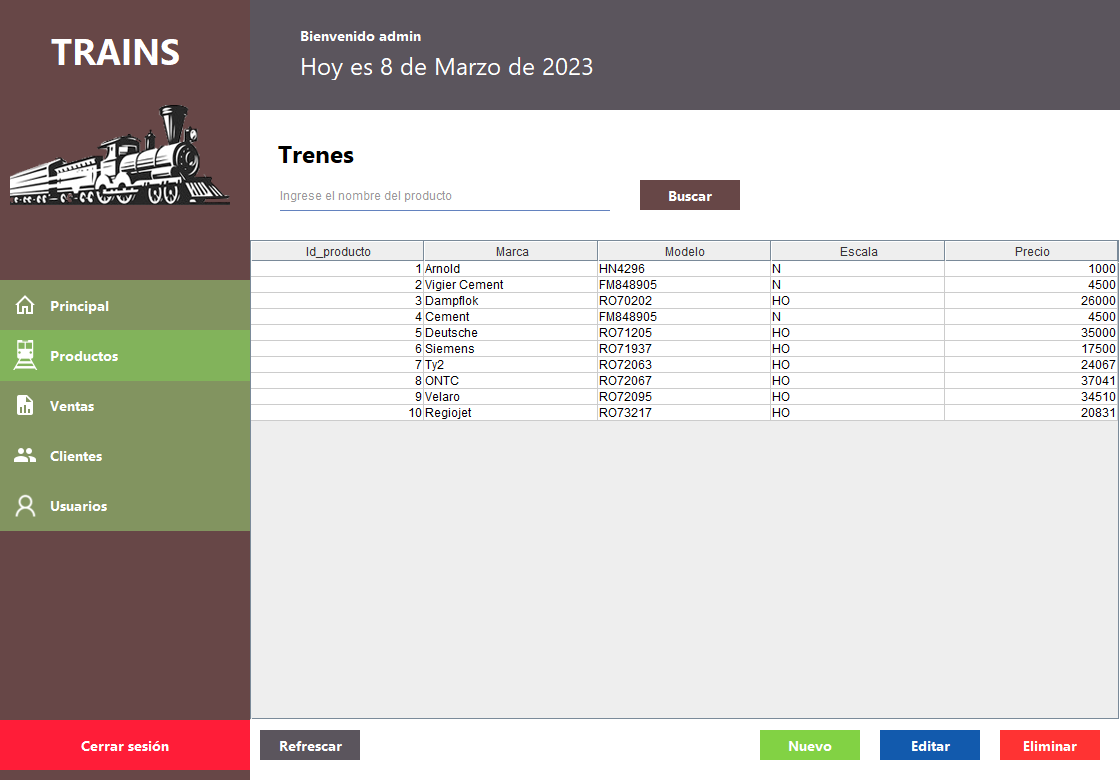 TRAINS
Bienvenido admin
Hoy es 8 de Marzo de 2023
Trenes
Ingrese el nombre del producto
Buscar
Principal
Productos
Ventas
Clientes
Usuarios
Id_producto Marca Modelo Escala Precio
1 Arnold HN4296 N 1000
2 Vigier Cement FM848905 N 4500
3 Dampflok RO70202 HO 26000
4 Cement FM848905 N 4500
5 Deutsche RO71205 HO 35000
6 Siemens RO71937 HO 17500
7 Ty2 RO72063 HO 24067
8 ONTC RO72067 HO 37041
9 Velaro RO72095 HO 34510
10 Regiojet RO73217 HO 20831
Cerrar sesión
Refrescar
Nuevo
Editar
Eliminar